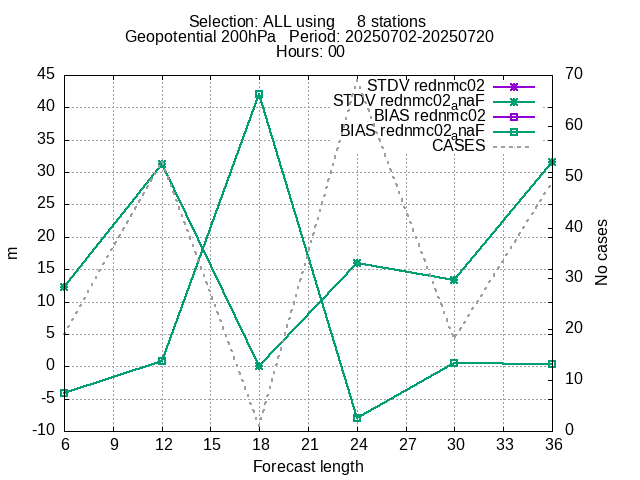 Selection: ALL using     8 stations
Geopotential 200hPa   Period: 20250702-20250720
Hours: 00
45
40
35
30
25
20
15
10
5
0
-5
-10
m
STDV rednmc02
STDV rednmc02anaF
BIAS rednmc02
BIAS rednmc02anaF
CASES
70
60
50
40
30
20
10
0
No cases
6 9 12 15 18 21 24 27 30 33 36
Forecast length